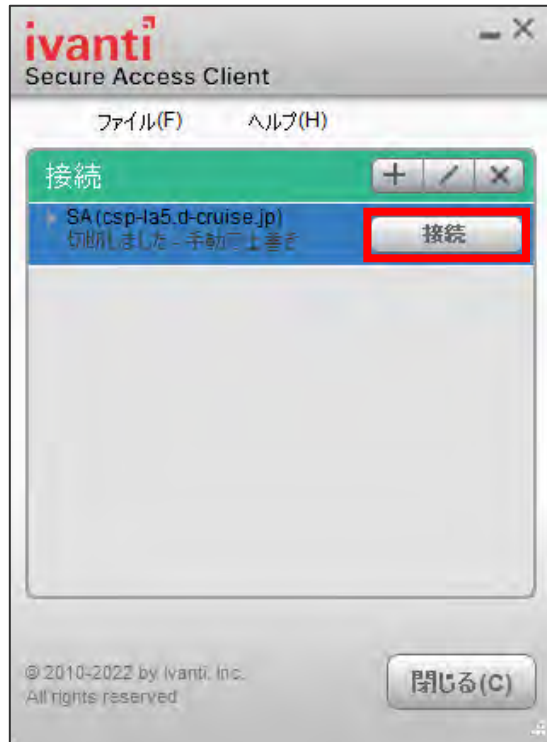 ivanti
Secure Access Client
ファイル(F) ヘルプ(H)
接続
SA(csp-la5.d-cruise.jp)
接続
切断しました - 手動で上書き
© 2010-2022 by Ivanti, Inc.
All rights reserved
閉じる(C)